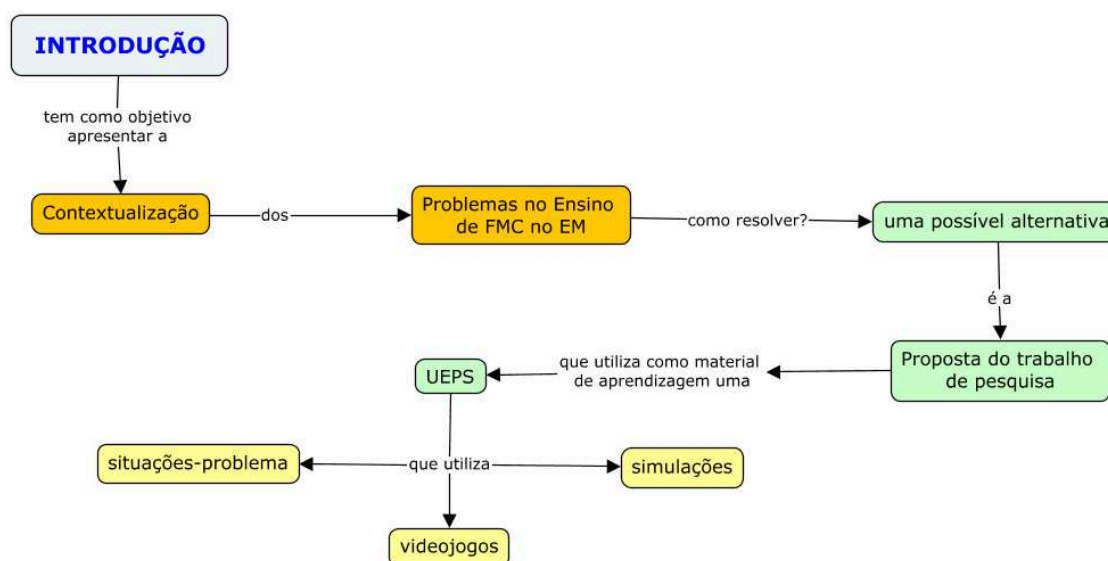 INTRODUÇÃO
tem como objetivo
apresentar a
Contextualização
dos
Problemas no Ensino
de FMC no EM
como resolver?
uma possível alternativa
é a
Proposta do trabalho
de pesquisa
que utiliza como material
de aprendizagem uma
UEPS
que utiliza
situações-problema
simulações
videojogos